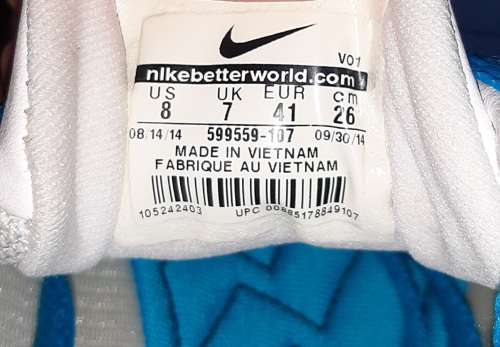 V01
nikebetterworld.com
US UK EUR cm
8 7 41 26
08/14/14 599559-107 09/30/14
MADE IN VIETNAM
FABRIQUE AU VIETNAM
105242403 UPC 00885178849107